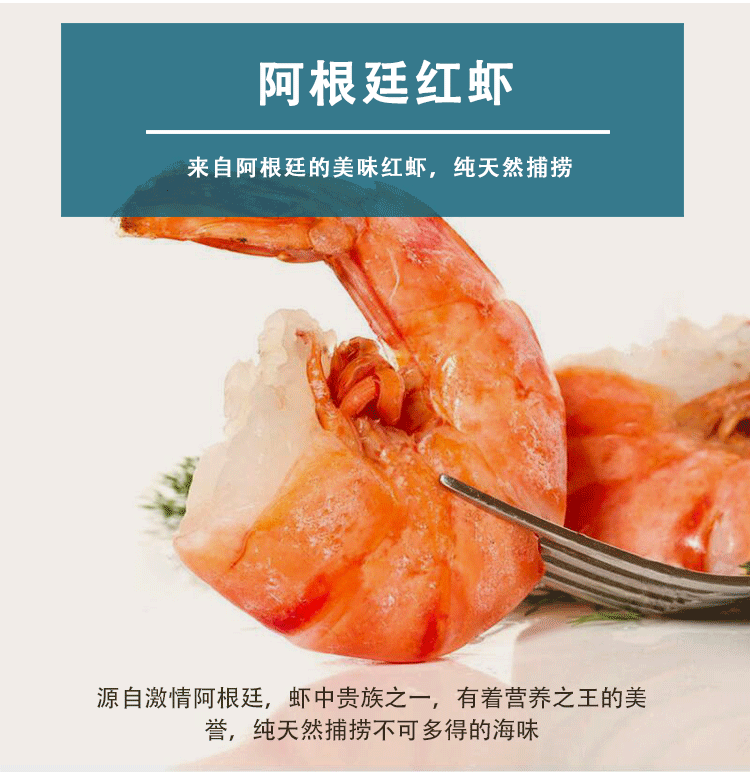 阿根廷红虾
来自阿根廷的美味红虾，纯天然捕捞
源自激情阿根廷，虾中贵族之一，有着营养之王的美
誉，纯天然捕捞不可多得的海味